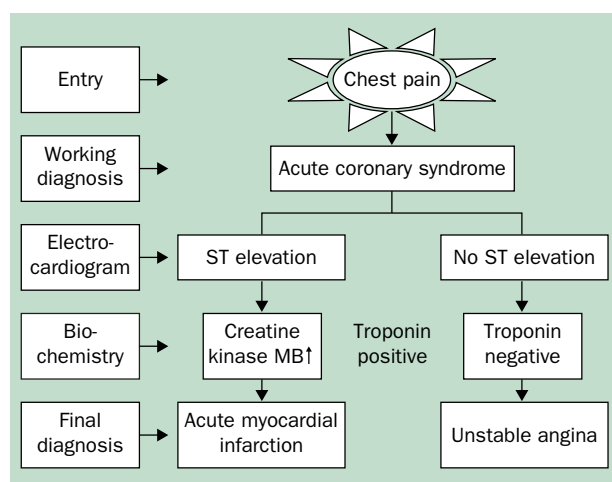 Entry
Chest pain
Working
diagnosis
Acute coronary syndrome
Electro-
cardiogram
ST elevation
No ST elevation
Bio-
chemistry
Creatine
kinase MB↑
Troponin
positive
Troponin
negative
Final
diagnosis
Acute myocardial
infarction
Unstable angina